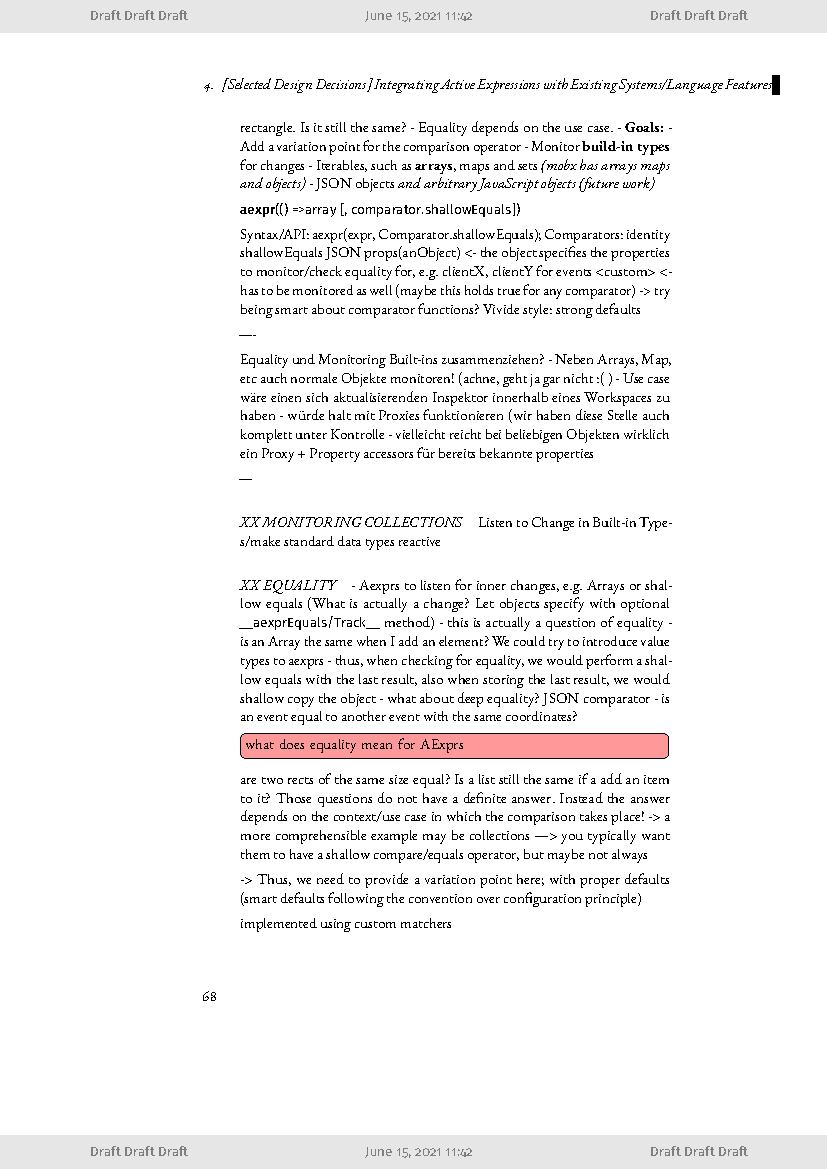 Draft Draft Draft June 15, 2021 11:42 Draft Draft Draft
4. [Selected Design Decisions] Integrating Active Expressions with Existing Systems/Language Features
rectangle. Is it still the same? - Equality depends on the use case. - Goals: -
Add a variation point for the comparison operator - Monitor build-in types
for changes - Iterables, such as arrays, maps and sets (mobx has arrays maps
and objects) - JSON objects and arbitrary JavaScript objects (future work)
aexpr(() =>array [, comparator.shallowEquals])
Syntax/API: aexpr(expr, Comparator.shallowEquals); Comparators: identity
shallowEquals JSON props(anObject) <- the object specifies the properties
to monitor/check equality for, e.g. clientX, clientY for events <custom> <-
has to be monitored as well (maybe this holds true for any comparator) -> try
being smart about comparator functions? Vivide style: strong defaults
—-
Equality und Monitoring Built-ins zusammenziehen? - Neben Arrays, Map,
etc auch normale Objekte monitoren! (achne, geht ja gar nicht :( ) - Use case
wäre einen sich aktualisierenden Inspektor innerhalb eines Workspaces zu
haben - würde halt mit Proxies funktionieren (wir haben diese Stelle auch
komplett unter Kontrolle - vielleicht reicht bei beliebigen Objekten wirklich
ein Proxy + Property accessors für bereits bekannte properties
—
XX MONITORING COLLECTIONS Listen to Change in Built-in Type-
s/make standard data types reactive
XX EQUALITY - Aexprs to listen for inner changes, e.g. Arrays or shal-
low equals (What is actually a change? Let objects specify with optional
__aexprEquals/Track__ method) - this is actually a question of equality -
is an Array the same when I add an element? We could try to introduce value
types to aexprs - thus, when checking for equality, we would perform a shal-
low equals with the last result, also when storing the last result, we would
shallow copy the object - what about deep equality? JSON comparator - is
an event equal to another event with the same coordinates?
what does equality mean for AExprs
are two rects of the same size equal? Is a list still the same if a add an item
to it? Those questions do not have a definite answer. Instead the answer
depends on the context/use case in which the comparison takes place! -> a
more comprehensible example may be collections —> you typically want
them to have a shallow compare/equals operator, but maybe not always
-> Thus, we need to provide a variation point here; with proper defaults
(smart defaults following the convention over configuration principle)
implemented using custom matchers
68
Draft Draft Draft June 15, 2021 11:42 Draft Draft Draft